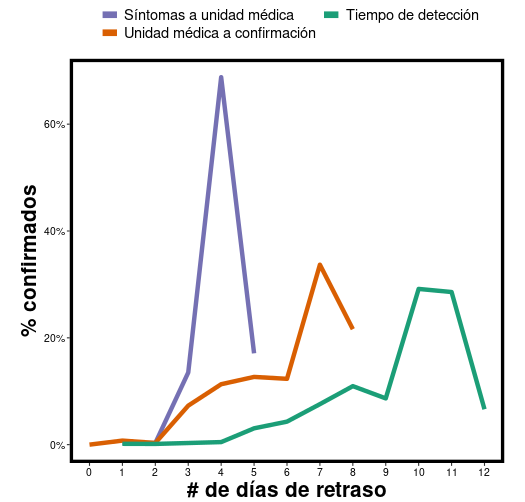 Síntomas a unidad médica
Tiempo de detección
Unidad médica a confirmación
60%
40%
20%
0%
% confirmados
0 1 2 3 4 5 6 7 8 9 10 11 12
# de días de retraso